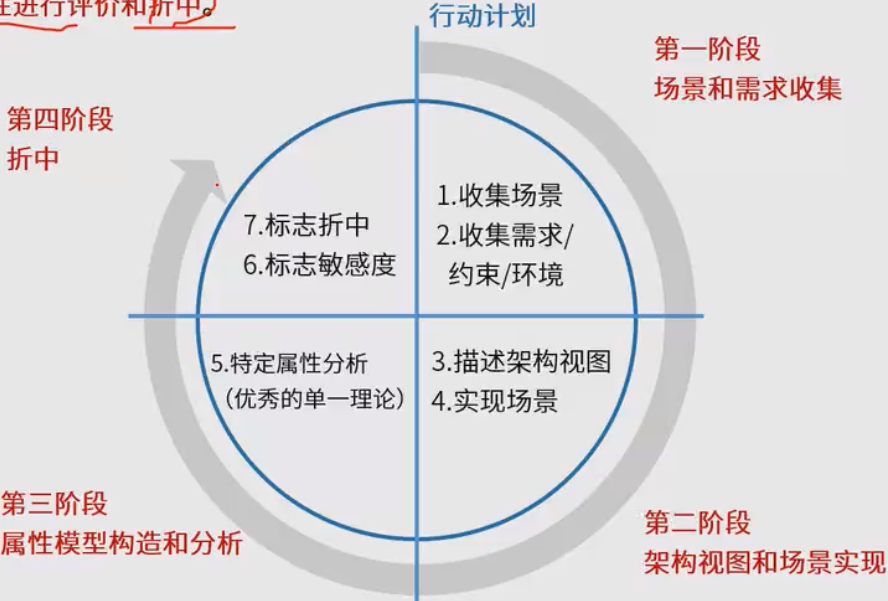 性进行评价和折中。
行动计划
第一阶段
场景和需求收集
第四阶段
折中
1.收集场景
2.收集需求/
约束/环境
7.标志折中
6.标志敏感度
5.特定属性分析
（优秀的单一理论）
3.描述架构视图
4.实现场景
第三阶段
属性模型构造和分析
第二阶段
架构视图和场景实现